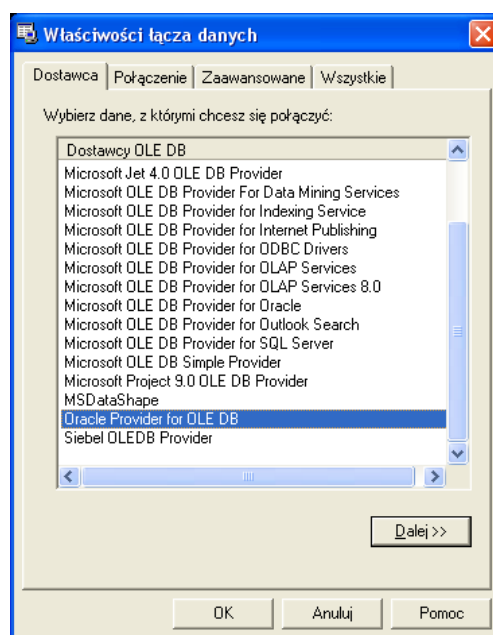 Właściwości łącza danych
Dostawca Połączenie Zaawansowane Wszystkie
Wybierz dane, z którymi chcesz się połączyć:
Dostawcy OLE DB
Microsoft Jet 4.0 OLE DB Provider
Microsoft OLE DB Provider For Data Mining Services
Microsoft OLE DB Provider for Indexing Service
Microsoft OLE DB Provider for Internet Publishing
Microsoft OLE DB Provider for ODBC Drivers
Microsoft OLE DB Provider for OLAP Services
Microsoft OLE DB Provider for OLAP Services 8.0
Microsoft OLE DB Provider for Oracle
Microsoft OLE DB Provider for Outlook Search
Microsoft OLE DB Provider for SQL Server
Microsoft OLE DB Simple Provider
Microsoft Project 9.0 OLE DB Provider
MSDataShape
Oracle Provider for OLE DB
Siebel OLEDB Provider
Dalej >>
OK Anuluj Pomoc